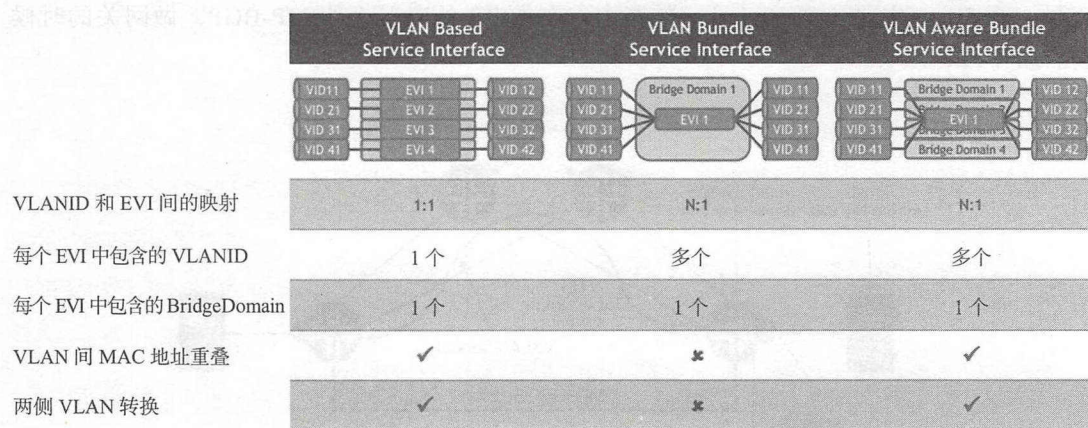 VLAN Based
Service Interface
VLAN Bundle
Service Interface
VLAN Aware Bundle
Service Interface
VID11 EVI 1 VID 12
VID 21 EVI 2 VID 22
VID 31 EVI 3 VID 32
VID 41 EVI 4 VID 42
VID 11 Bridge Domain 1 VID 11
VID 21 EVI 1 VID 21
VID 31 VID 31
VID 41 VID 41
VID 11 Bridge Domain 1 VID 12
VID 21 VID 22
EVI 1
VID 31 VID 32
VID 41 Bridge Domain 4 VID 42
VLANID 和 EVI 间的映射 1:1 N:1 N:1
每个 EVI 中包含的 VLANID 1 个 多个 多个
每个 EVI 中包含的 BridgeDomain 1 个 1 个 1 个
VLAN 间 MAC 地址重叠 ✓ ✘ ✓
两侧 VLAN 转换 ✓ ✘ ✓